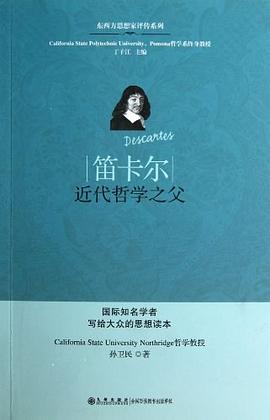 东西方思想家评传系列
California State Polytechnic University, Pomona哲学系终身教授
丁子江 主编
Descartes
笛卡尔
近代哲学之父
国际知名学者
写给大众的思想读本
California State University Northridge哲学教授
孙卫民 ◎ 著
九州出版社